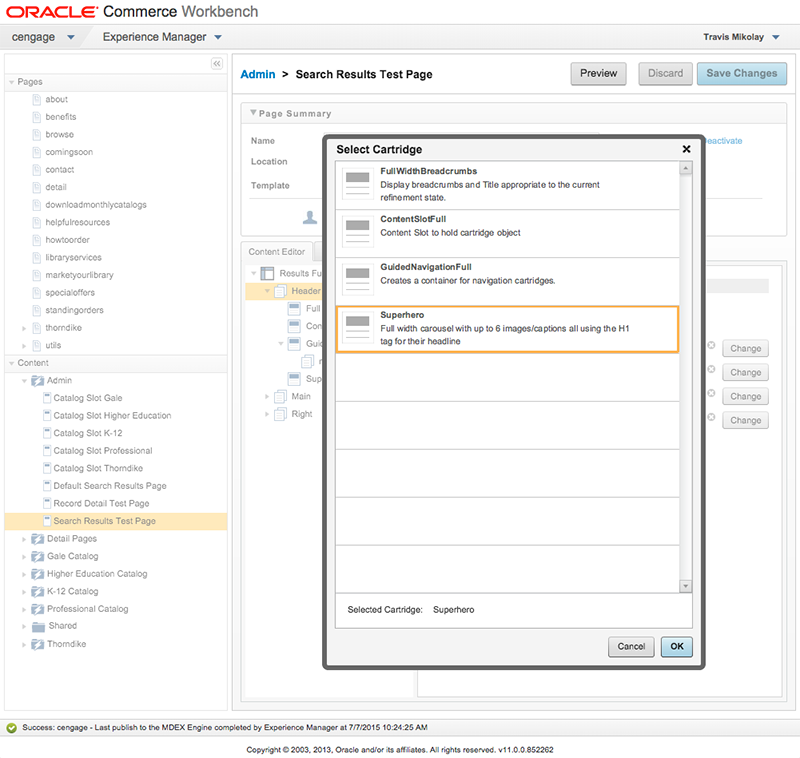 ORACLE® Commerce Workbench
cengage Experience Manager Travis Mikolay
Pages
about
benefits
browse
comingsoon
contact
detail
downloadmonthlycatalogs
helpfulresources
howtoorder
libraryservices
marketyourlibrary
specialoffers
standingorders
thorndike
utils
Content
Admin
Catalog Slot Gale
Catalog Slot Higher Education
Catalog Slot K-12
Catalog Slot Professional
Catalog Slot Thorndike
Default Search Results Page
Record Detail Test Page
Search Results Test Page
Detail Pages
Gale Catalog
Higher Education Catalog
K-12 Catalog
Professional Catalog
Shared
Thorndike
Admin > Search Results Test Page Preview Discard Save Changes
Page Summary
Name
Location
Template
eactivate
Content Editor
Results Fu
Header
Full
Con
Guid
Sup
Main
Right
Change
Change
Change
Change
Select Cartridge
FullWidthBreadcrumbs
Display breadcrumbs and Title appropriate to the current
refinement state.
ContentSlotFull
Content Slot to hold cartridge object
GuidedNavigationFull
Creates a container for navigation cartridges.
Superhero
Full width carousel with up to 6 images/captions all using the H1
tag for their headline
Selected Cartridge: Superhero
Cancel OK
Success: cengage - Last publish to the MDEX Engine completed by Experience Manager at 7/7/2015 10:24:25 AM
Copyright © 2003, 2013, Oracle and/or its affiliates. All rights reserved. v11.0.0.852262